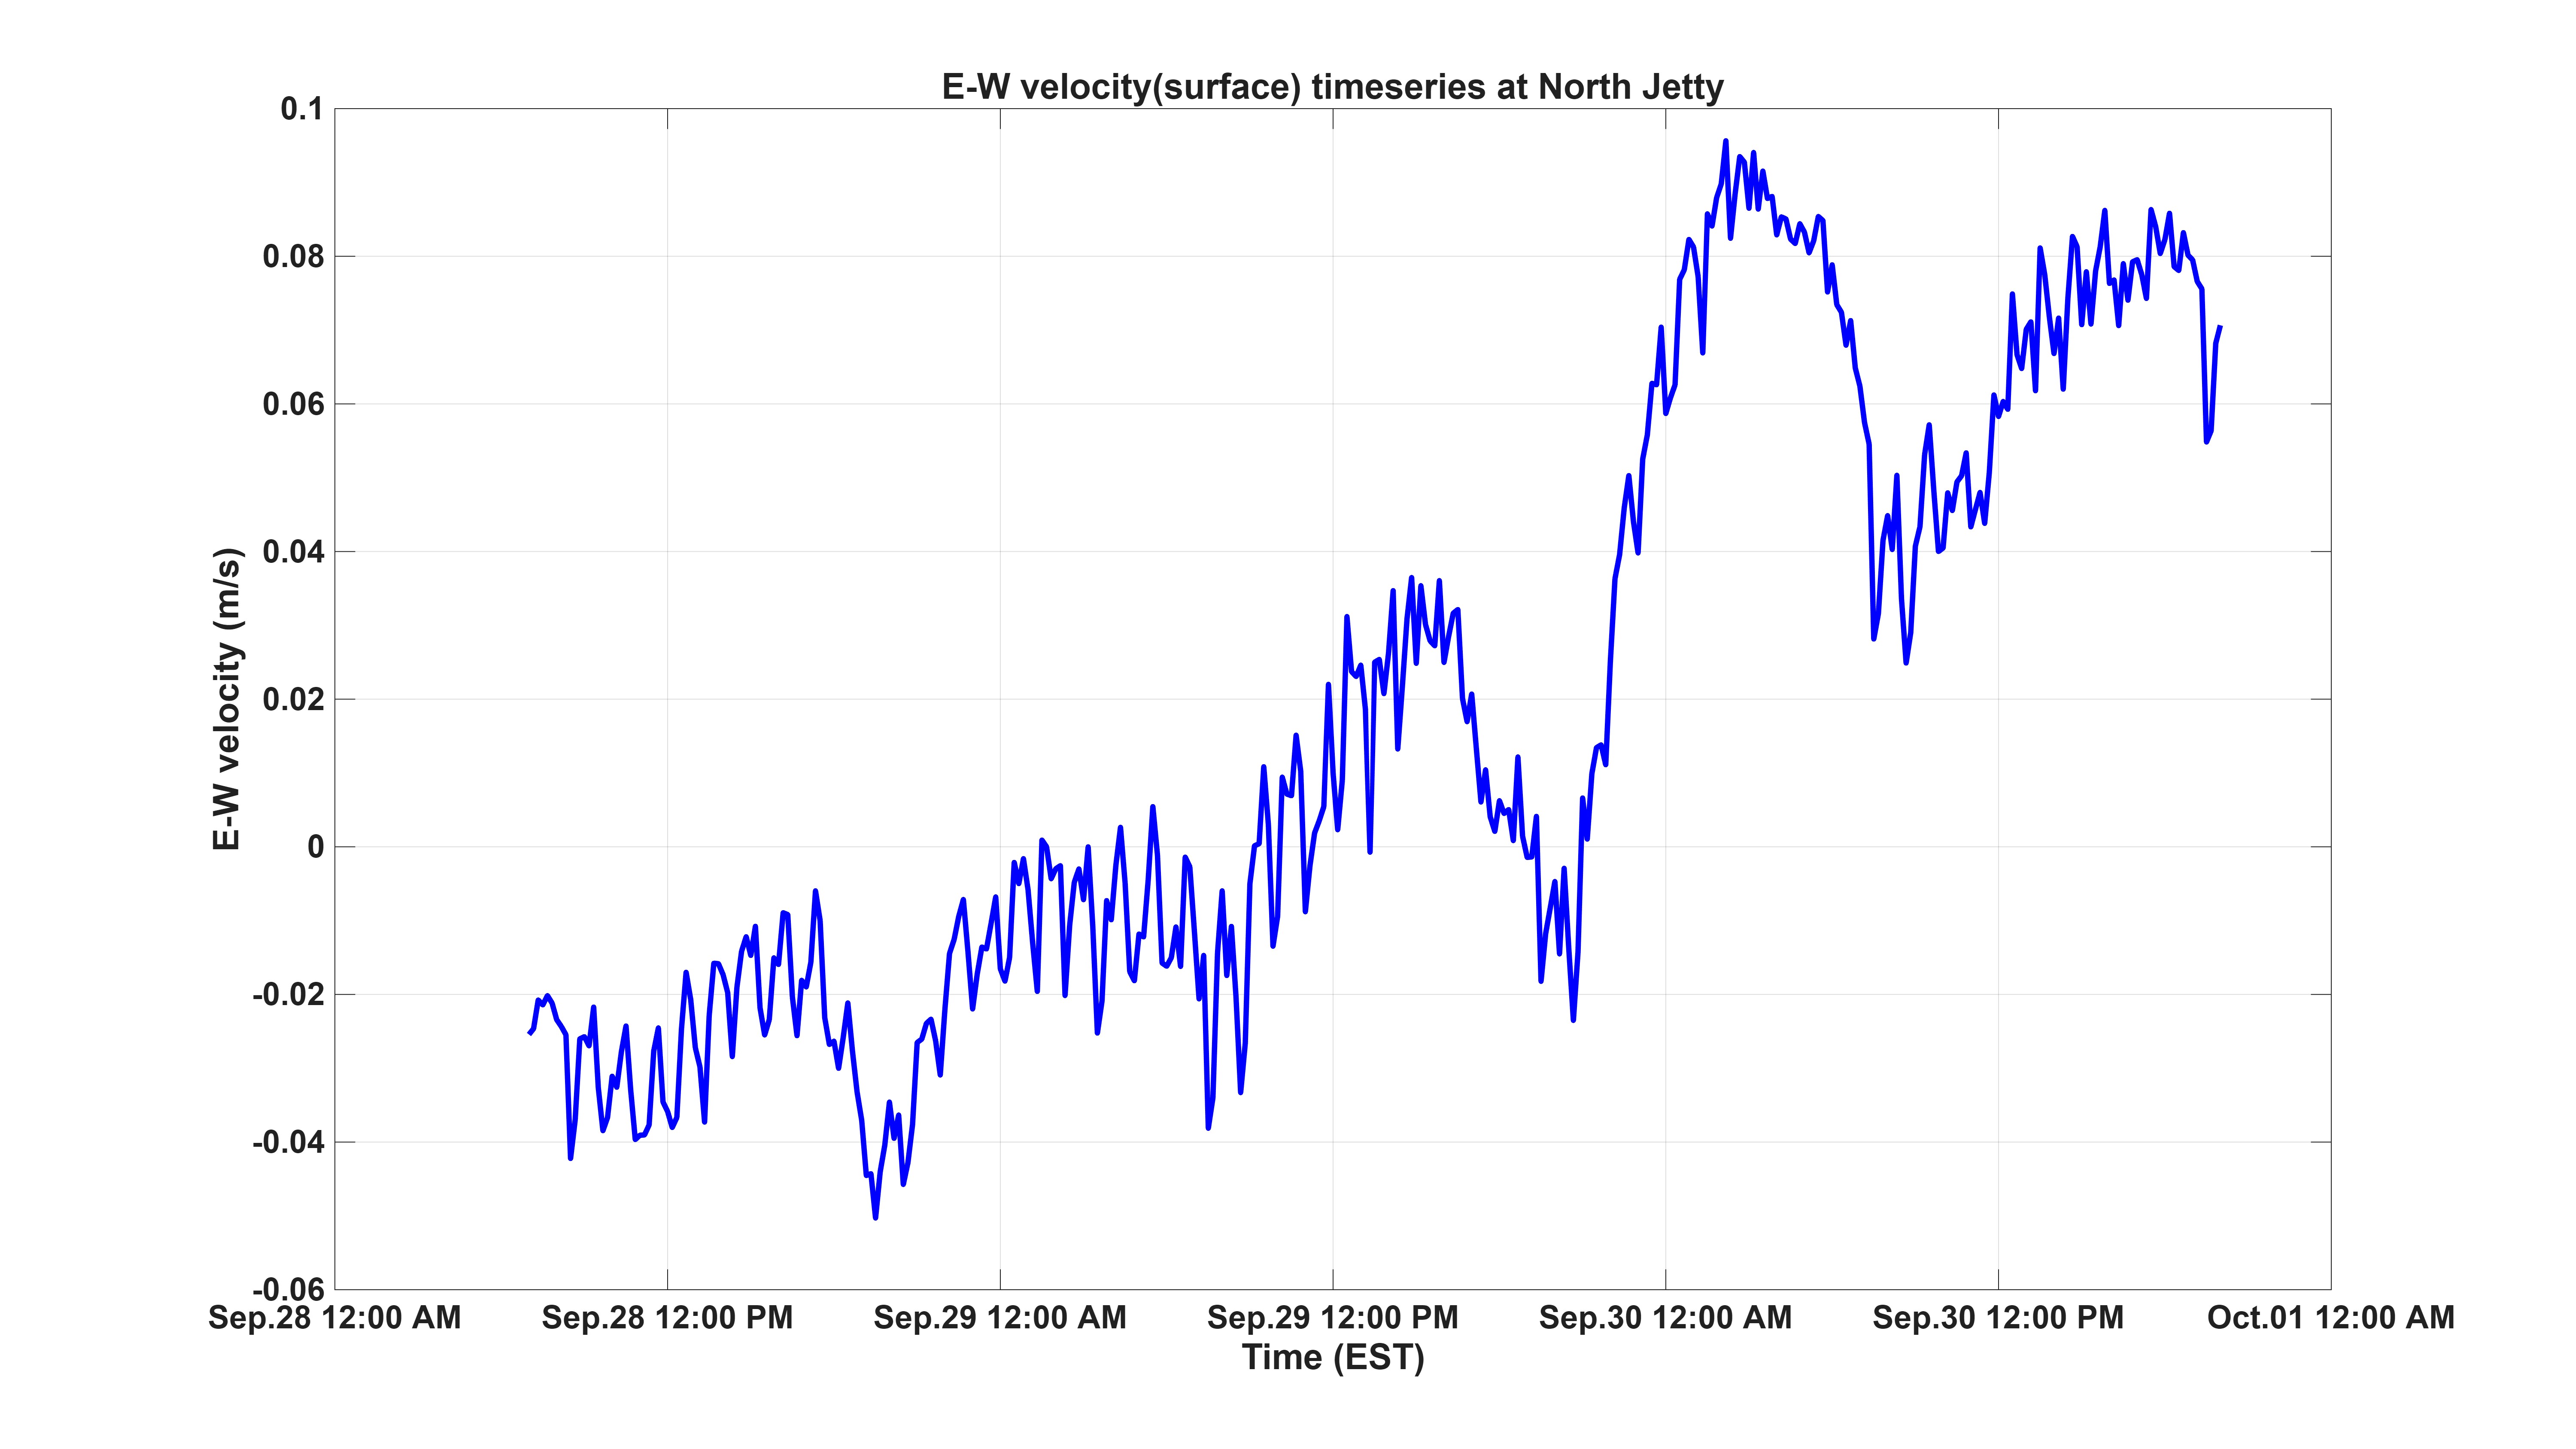 E-W velocity(surface) timeseries at North Jetty
0.1
0.08
0.06
0.04
0.02
0
-0.02
-0.04
-0.06
E-W velocity (m/s)
Sep.28 12:00 AM
Sep.28 12:00 PM
Sep.29 12:00 AM
Sep.29 12:00 PM
Sep.30 12:00 AM
Sep.30 12:00 PM
Oct.01 12:00 AM
Time (EST)